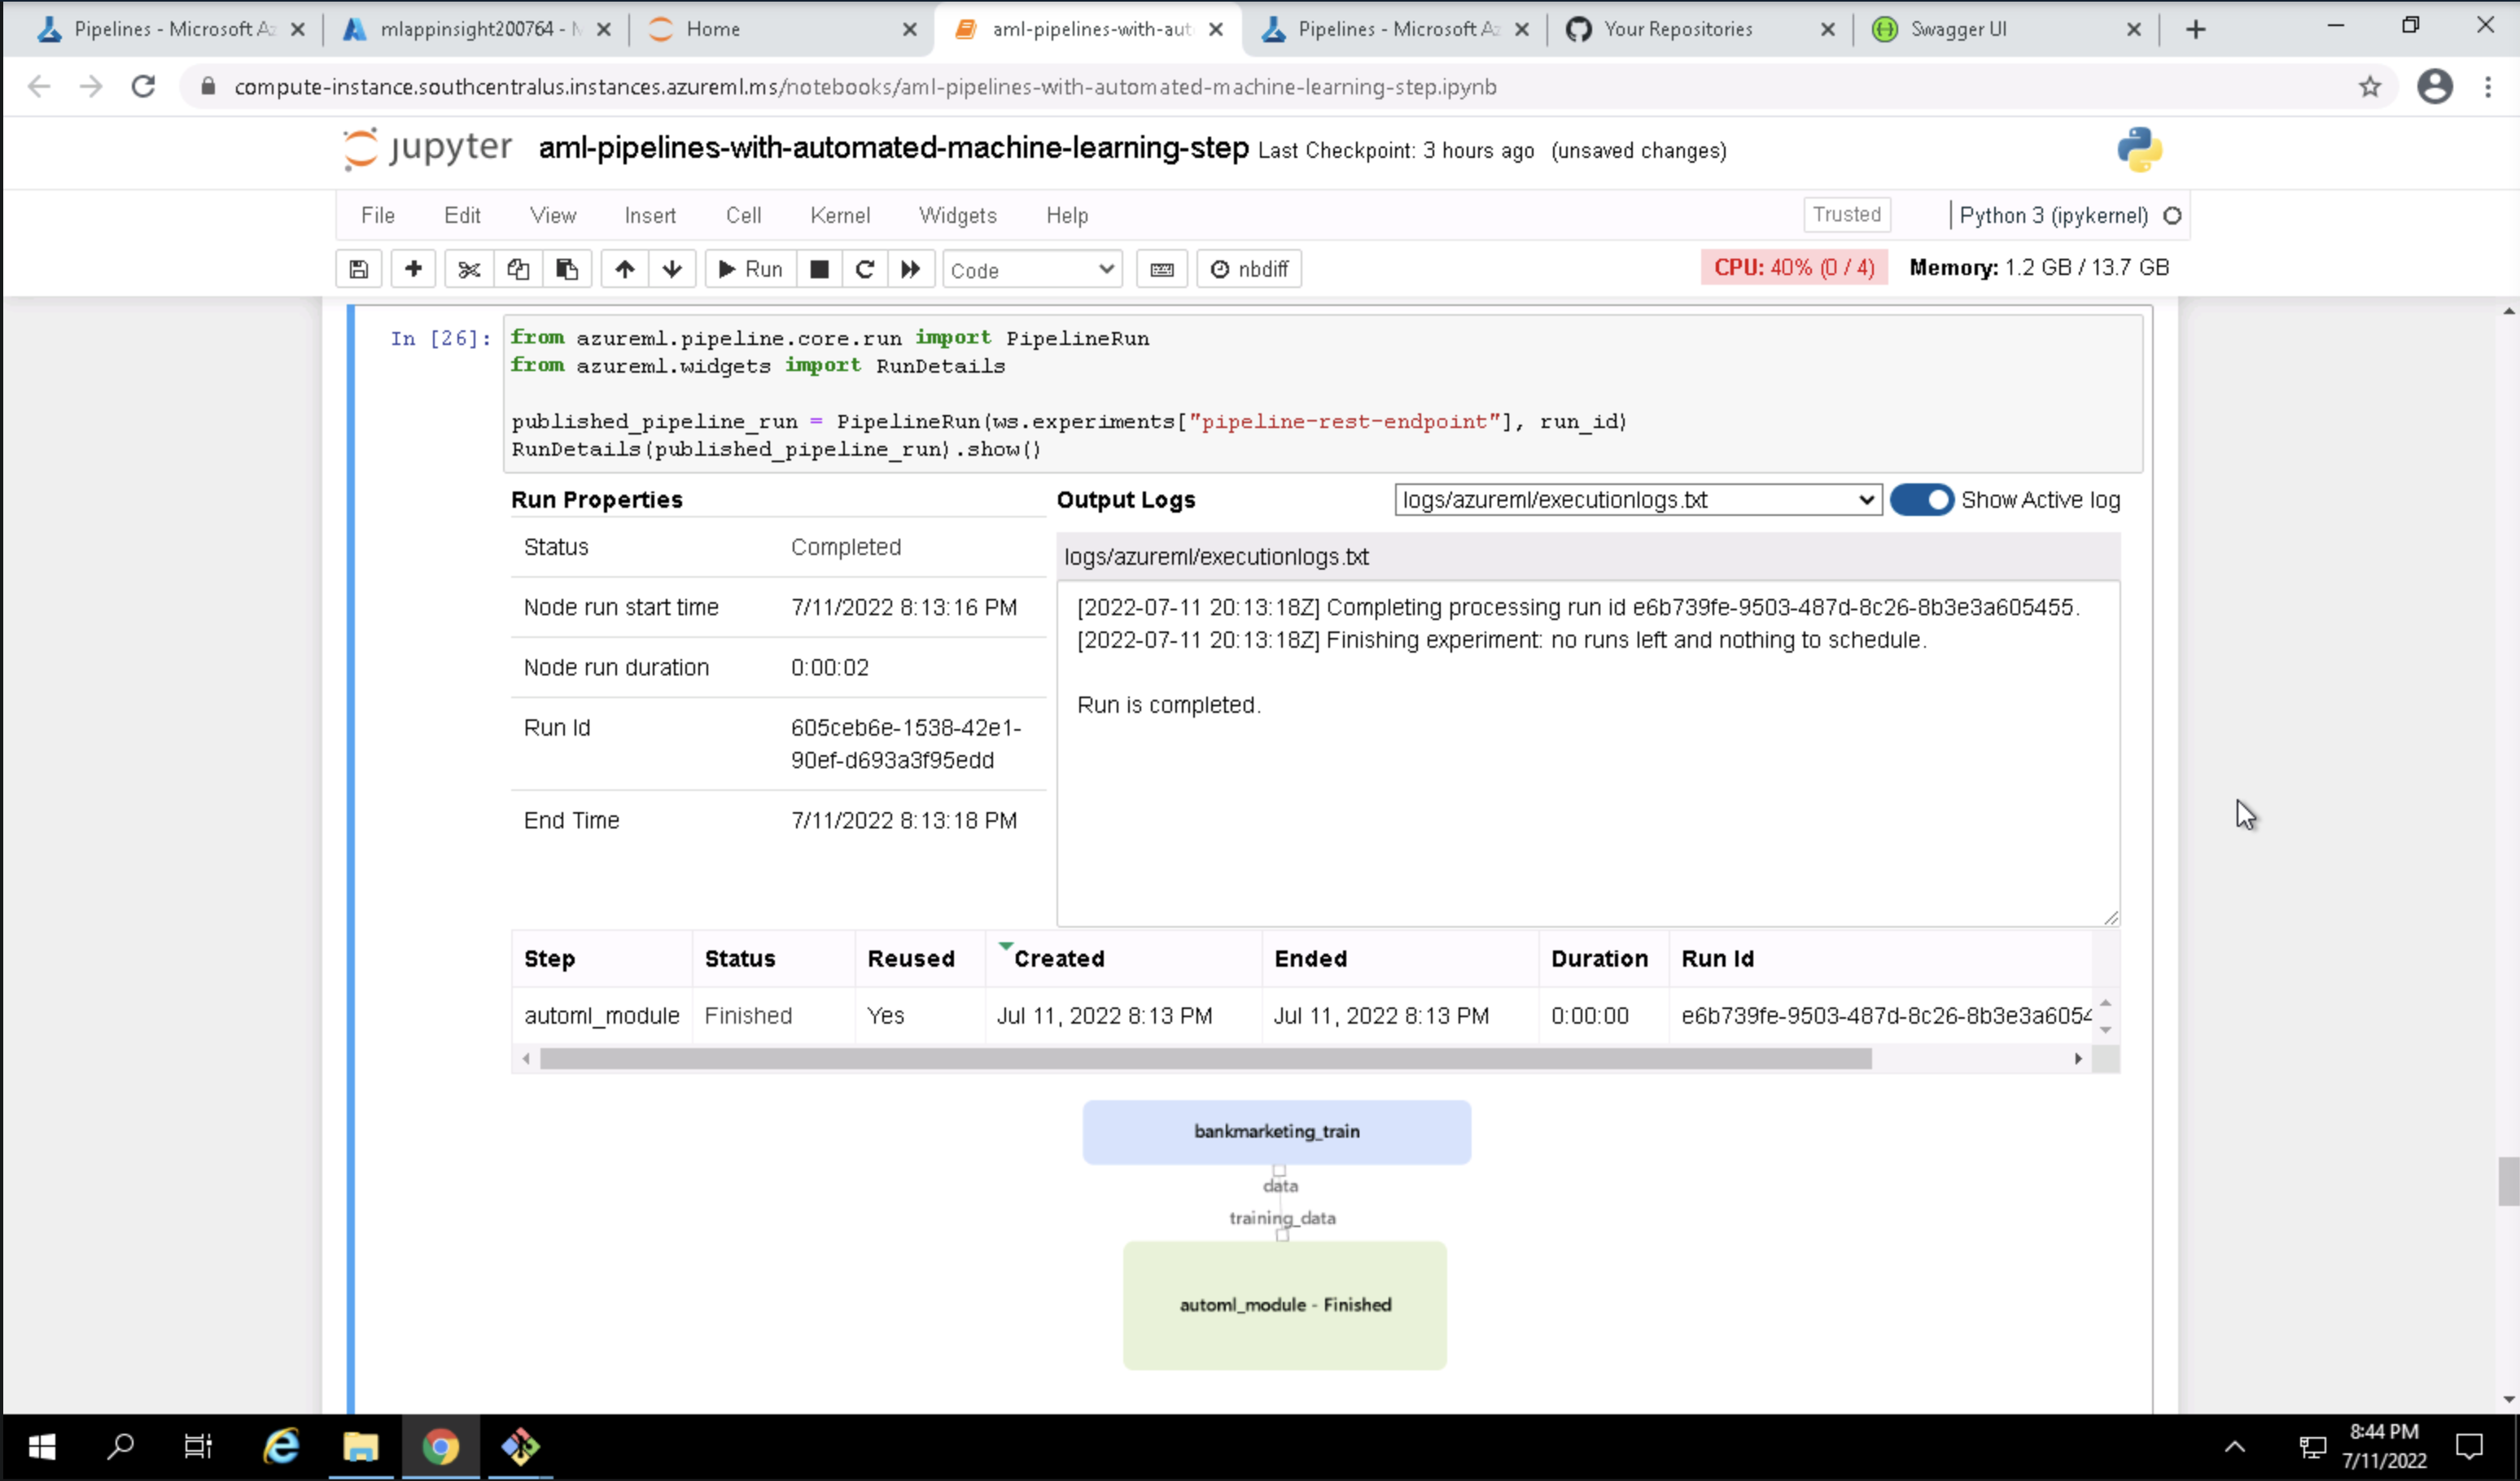 Pipelines - Microsoft Az
mlappinsight200764 - M
Home
aml-pipelines-with-aut
Pipelines - Microsoft Az
Your Repositories
Swagger UI
compute-instance.southcentralus.instances.azureml.ms/notebooks/aml-pipelines-with-automated-machine-learning-step.ipynb
jupyter aml-pipelines-with-automated-machine-learning-step Last Checkpoint: 3 hours ago (unsaved changes)
File Edit View Insert Cell Kernel Widgets Help
Trusted
Python 3 (ipykernel)
Run
Code
nbdiff
CPU: 40% (0 / 4) Memory: 1.2 GB / 13.7 GB
In [26]: from azureml.pipeline.core.run import PipelineRun
from azureml.widgets import RunDetails
published_pipeline_run = PipelineRun(ws.experiments["pipeline-rest-endpoint"], run_id)
RunDetails(published_pipeline_run).show()
Run Properties
Status Completed
Node run start time 7/11/2022 8:13:16 PM
Node run duration 0:00:02
Run Id 605ceb6e-1538-42e1-
90ef-d693a3f95edd
End Time 7/11/2022 8:13:18 PM
Output Logs
logs/azureml/executionlogs.txt
Show Active log
logs/azureml/executionlogs.txt
[2022-07-11 20:13:18Z] Completing processing run id e6b739fe-9503-487d-8c26-8b3e3a605455.
[2022-07-11 20:13:18Z] Finishing experiment: no runs left and nothing to schedule.
Run is completed.
Step Status Reused Created Ended Duration Run Id
automl_module Finished Yes Jul 11, 2022 8:13 PM Jul 11, 2022 8:13 PM 0:00:00 e6b739fe-9503-487d-8c26-8b3e3a6054
bankmarketing_train
data
training_data
automl_module - Finished
8:44 PM
7/11/2022